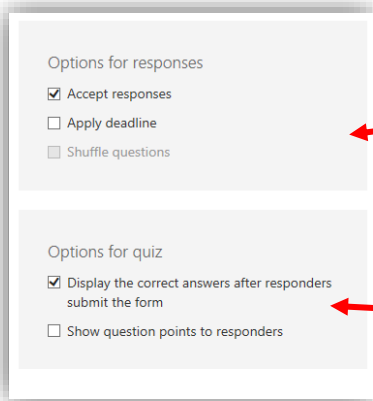 Options for responses
Accept responses
Apply deadline
Shuffle questions
Options for quiz
Display the correct answers after responders
submit the form
Show question points to responders